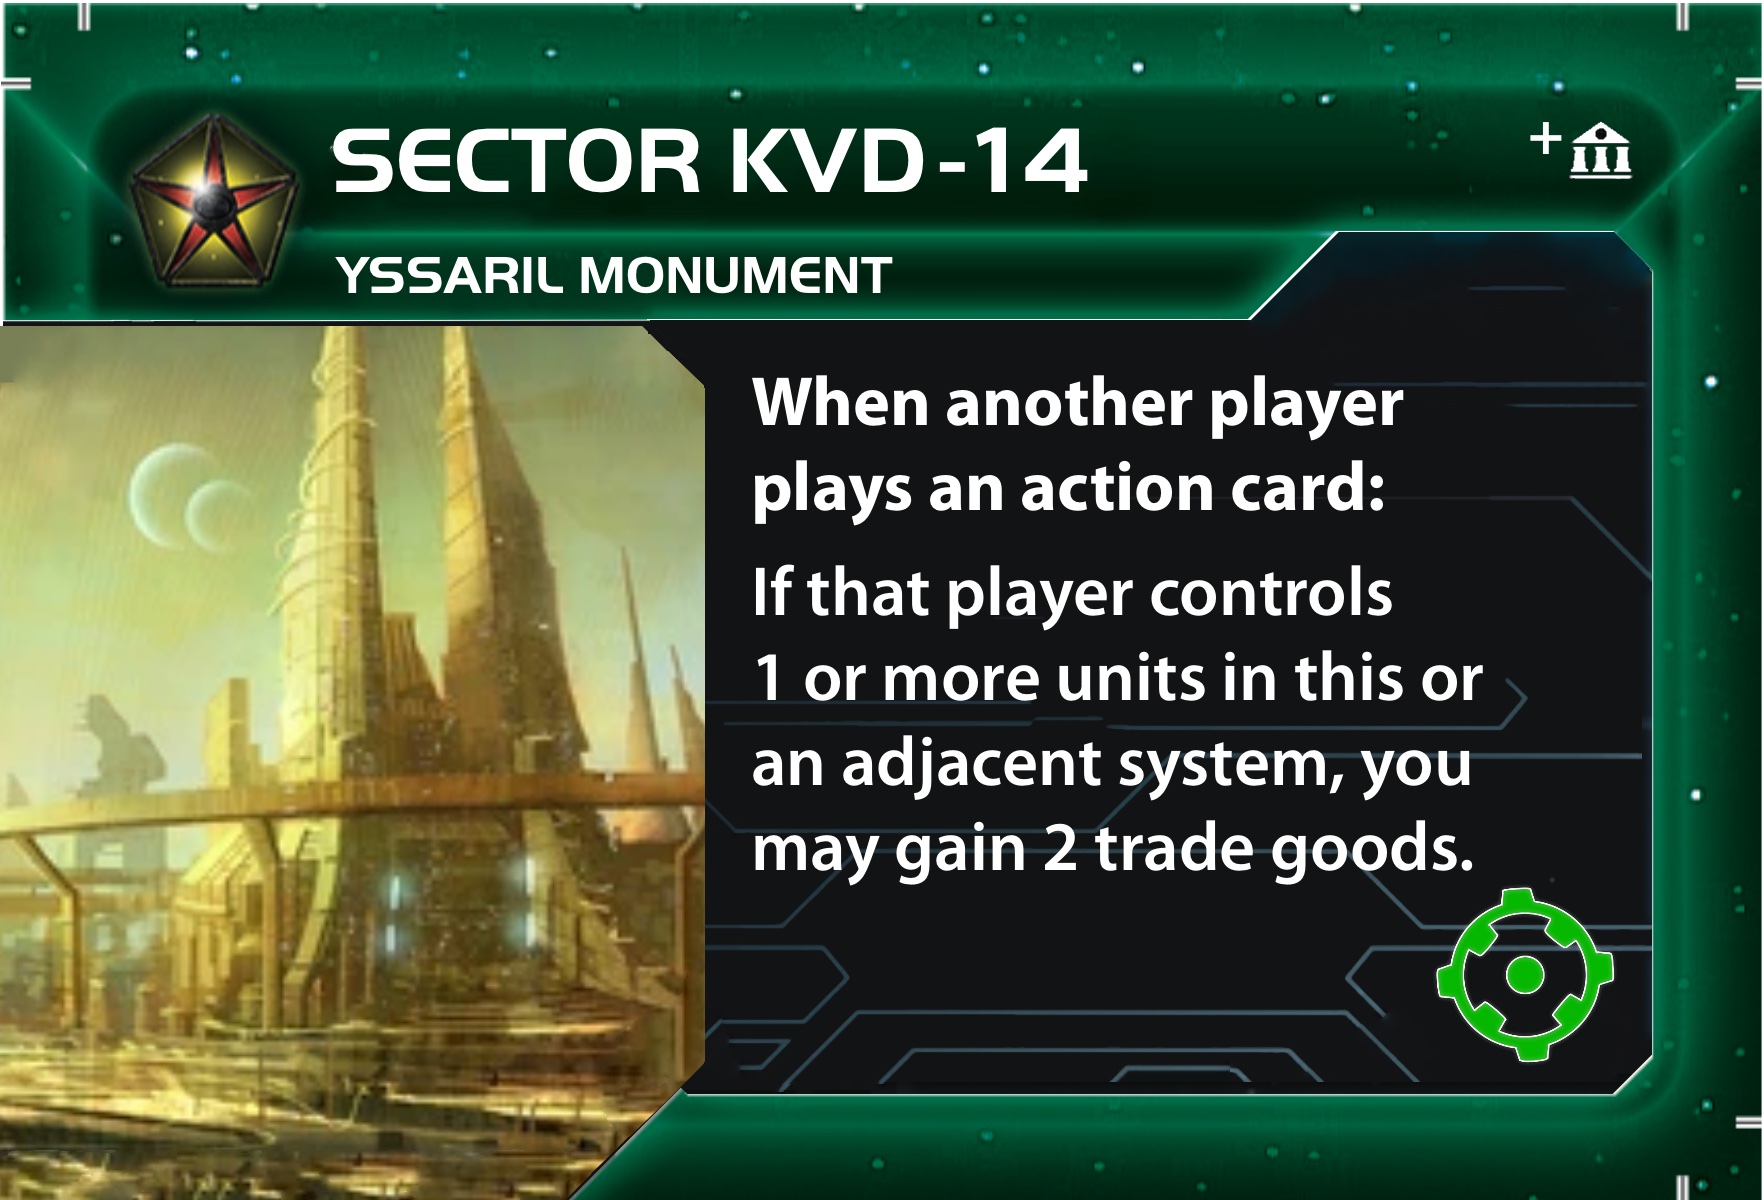 SECTOR KVD-14
+
YSSARIL MONUMENT
When another player
plays an action card:
If that player controls
1 or more units in this or
an adjacent system, you
may gain 2 trade goods.